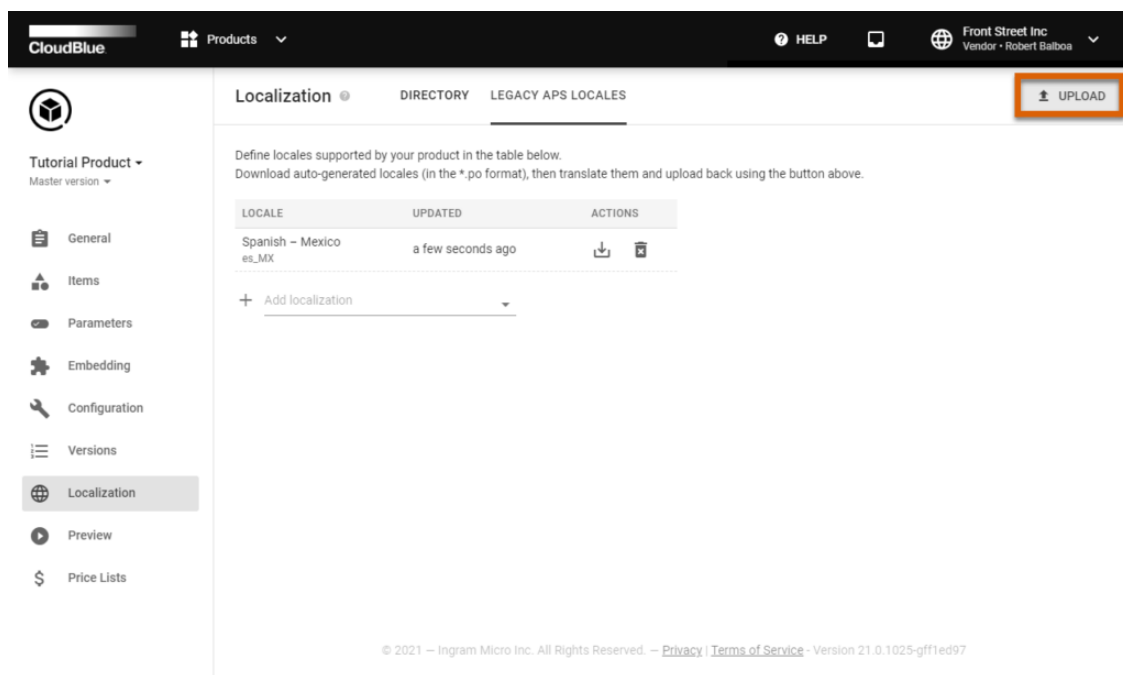 CloudBlue
Products
HELP
Front Street Inc
Vendor • Robert Balboa
Localization
DIRECTORY
LEGACY APS LOCALES
UPLOAD
Tutorial Product
Master version
General
Items
Parameters
Embedding
Configuration
Versions
Localization
Preview
Price Lists
Define locales supported by your product in the table below.
Download auto-generated locales (in the *.po format), then translate them and upload back using the button above.
LOCALE UPDATED ACTIONS
Spanish – Mexico a few seconds ago
es_MX
Add localization
© 2021 — Ingram Micro Inc. All Rights Reserved. — Privacy | Terms of Service - Version 21.0.1025-gff1ed97